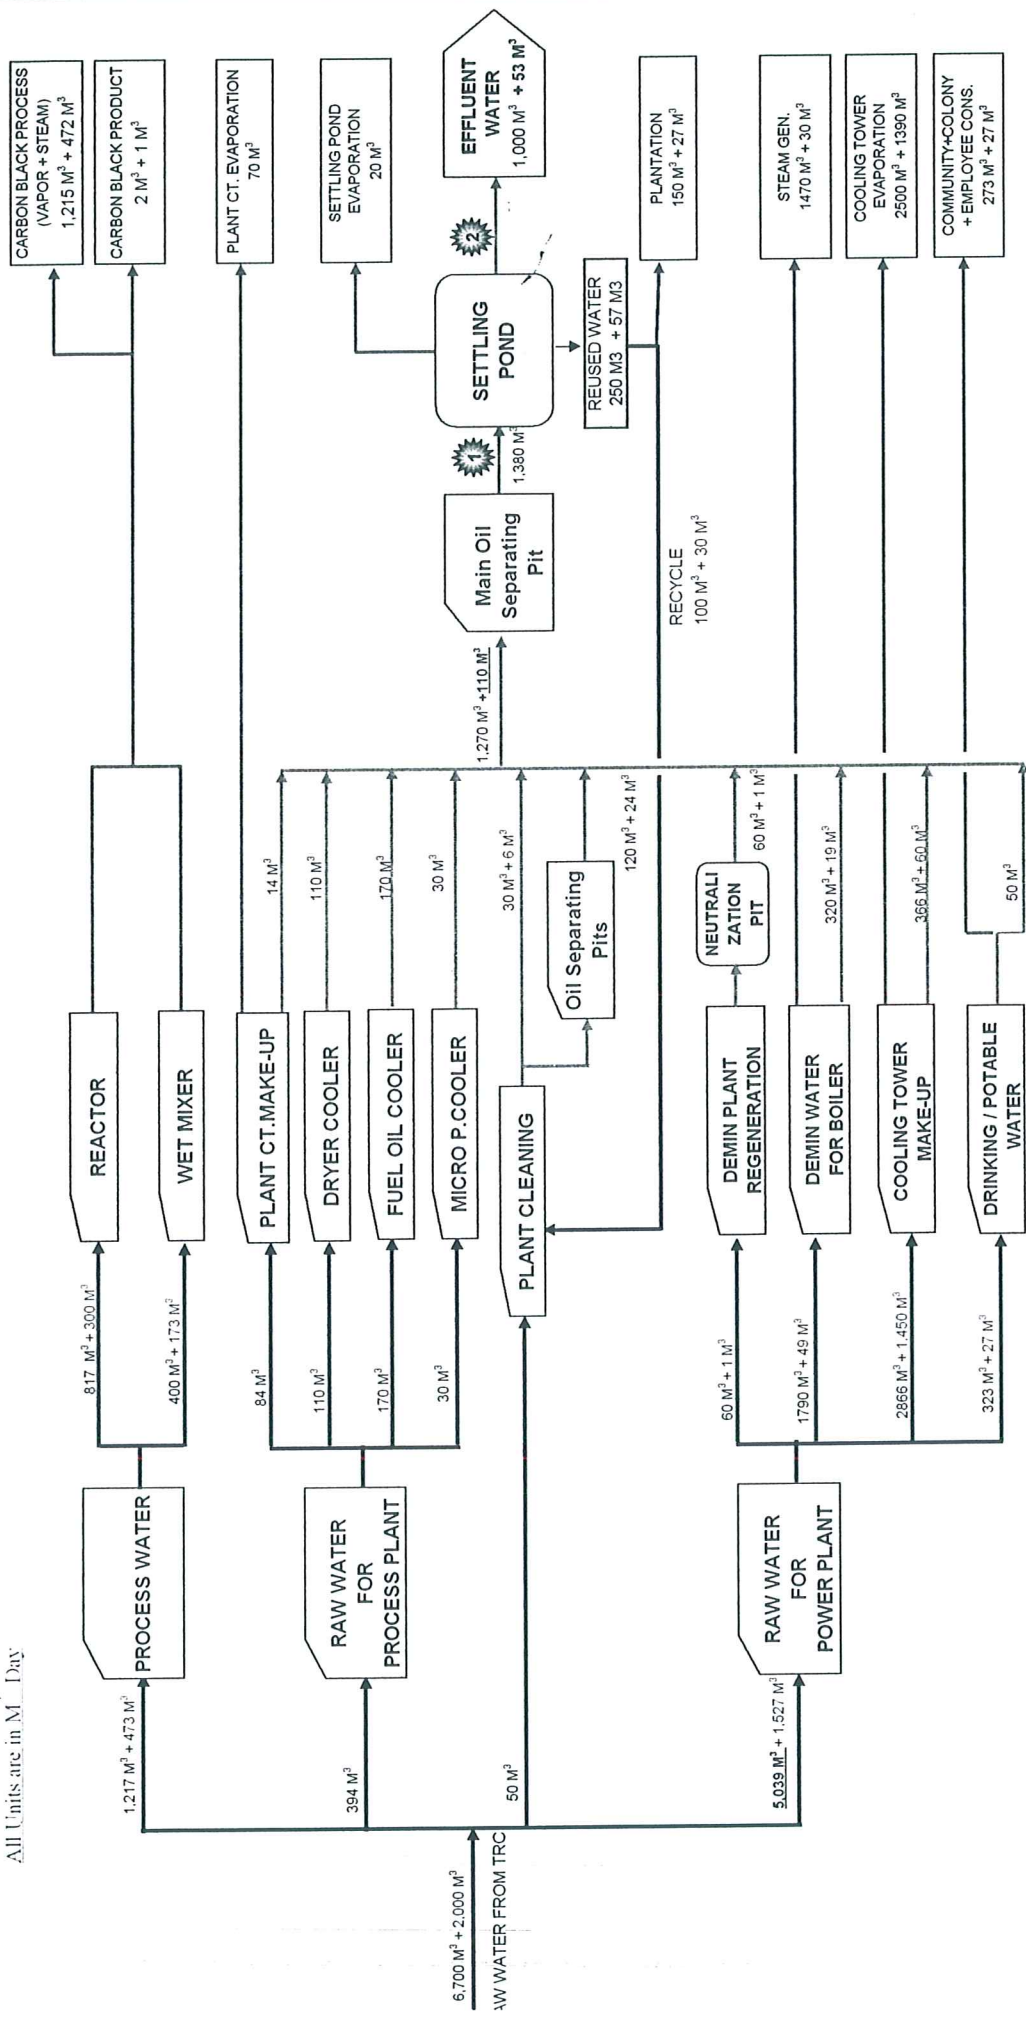 All Units are in M Day
6,700 M³ + 2,000 M³
AW WATER FROM TRC
1,217 M³ + 473 M³
394 M³
50 M³
5,039 M³ + 1.527 M³
PROCESS WATER
RAW WATER
FOR
PROCESS PLANT
RAW WATER
FOR
POWER PLANT
817 M³ + 300 M³
400 M³ + 173 M³
84 M³
110 M³
170 M³
30 M³
60 M³ + 1 M³
1790 M³ + 49 M³
2866 M³ + 1.450 M³
323 M³ + 27 M³
REACTOR
WET MIXER
PLANT CT.MAKE-UP
DRYER COOLER
FUEL OIL COOLER
MICRO P.COOLER
PLANT CLEANING
DEMIN PLANT
REGENERATION
DEMIN WATER
FOR BOILER
COOLING TOWER
MAKE-UP
DRINKING / POTABLE
WATER
Oil Separating
Pits
NEUTRALI
ZATION
PIT
14 M³
110 M³
170 M³
30 M³
30 M³ + 6 M³
120 M³ + 24 M³
60 M³ + 1 M³
320 M³ + 19 M³
366 M³ + 60 M³
50 M³
1,270 M³ +110 M³
Main Oil
Separating
Pit
RECYCLE
100 M³ + 30 M³
1
1,380 M³
SETTLING
POND
REUSED WATER
250 M3 + 57 M3
2
CARBON BLACK PROCESS
(VAPOR + STEAM)
1,215 M³ + 472 M³
CARBON BLACK PRODUCT
2 M³ + 1 M³
PLANT CT. EVAPORATION
70 M³
SETTLING POND
EVAPORATION
20 M³
EFFLUENT
WATER
1,000 M³ + 53 M³
PLANTATION
150 M³ + 27 M³
STEAM GEN.
1470 M³ + 30 M³
COOLING TOWER
EVAPORATION
2500 M³ + 1390 M³
COMMUNITY+COLONY
+ EMPLOYEE CONS.
273 M³ + 27 M³